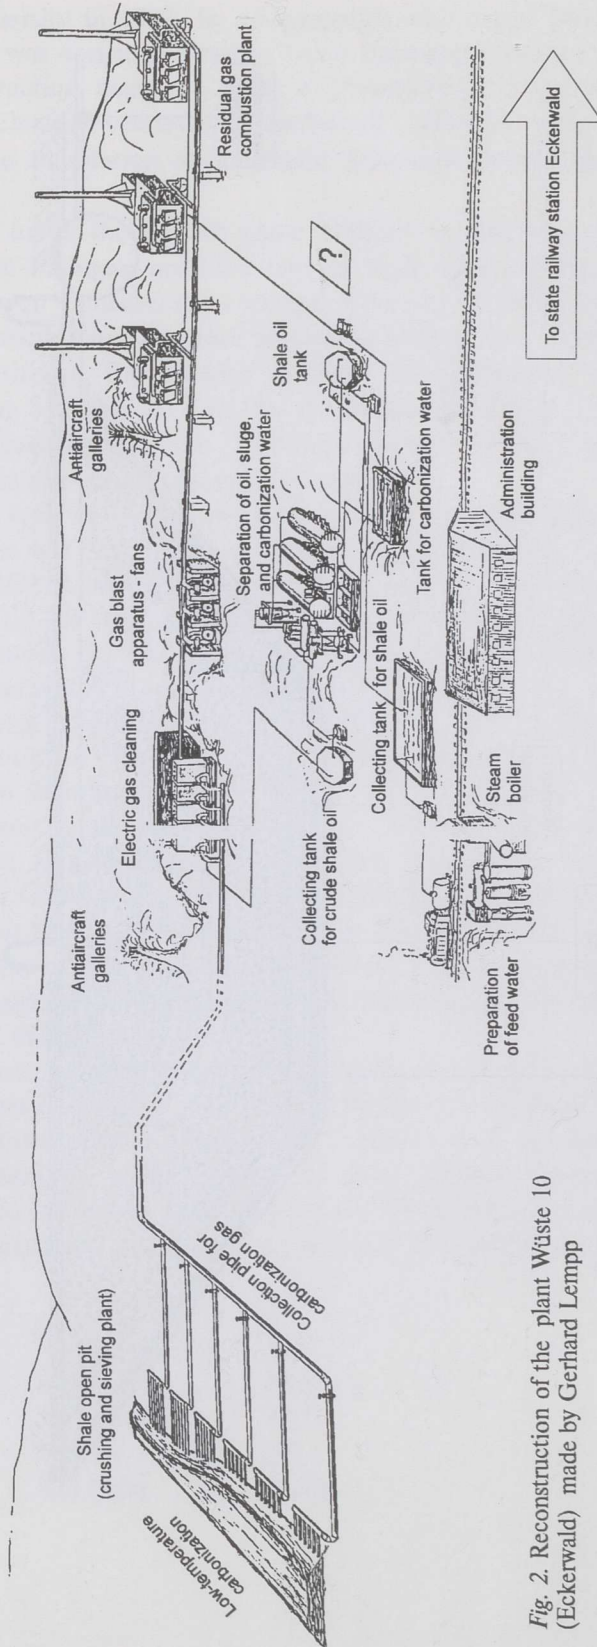 Shale open pit
(crushing and sieving plant)
Low-temperature
carbonization
Collection pipe for
carbonization gas
Antiaircraft
galleries
Electric gas cleaning
Gas blast
apparatus - fans
Antiaircraft
galleries
Residual gas
combustion plant
Collecting tank
for crude shale oil
Separation of oil, sluge,
and carbonization water
Shale oil
tank
?
Collecting tank for shale oil
Tank for carbonization water
Preparation
of feed water
Steam
boiler
Administration
building
To state railway station Eckerwald
Fig. 2. Reconstruction of the plant Wüste 10
(Eckerwald) made by Gerhard Lempp